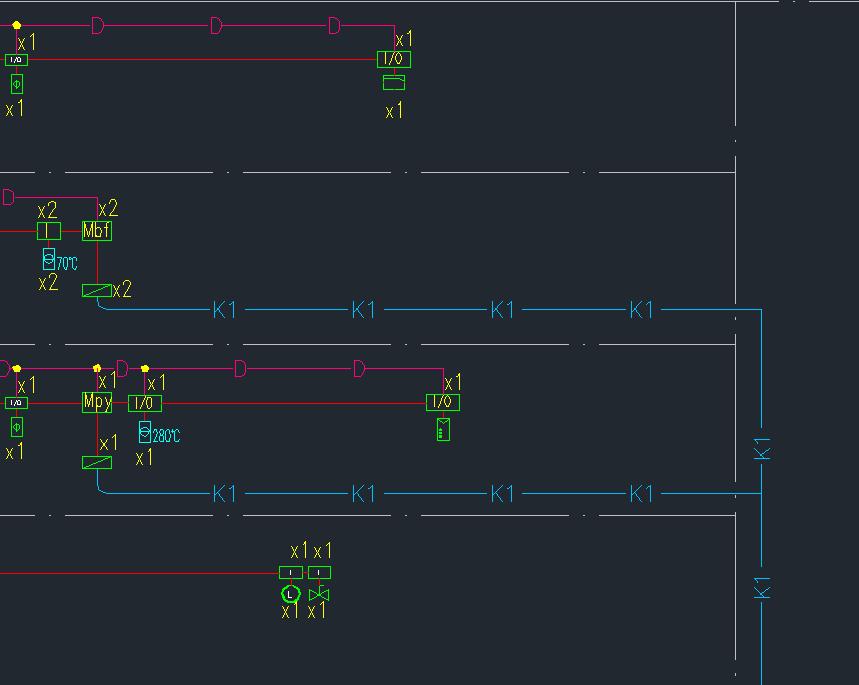 D D D
x1 x1
I/O I/O
x1 x1
D
x2 x2
I Mbf
70℃
x2 x2
K1 K1 K1 K1
D D D D
x1 x1 x1 x1
I/O Mpy I/O I/O
280℃
x1 x1 x1
K1
K1 K1 K1 K1
x1 x1
I I
L
K1
x1 x1